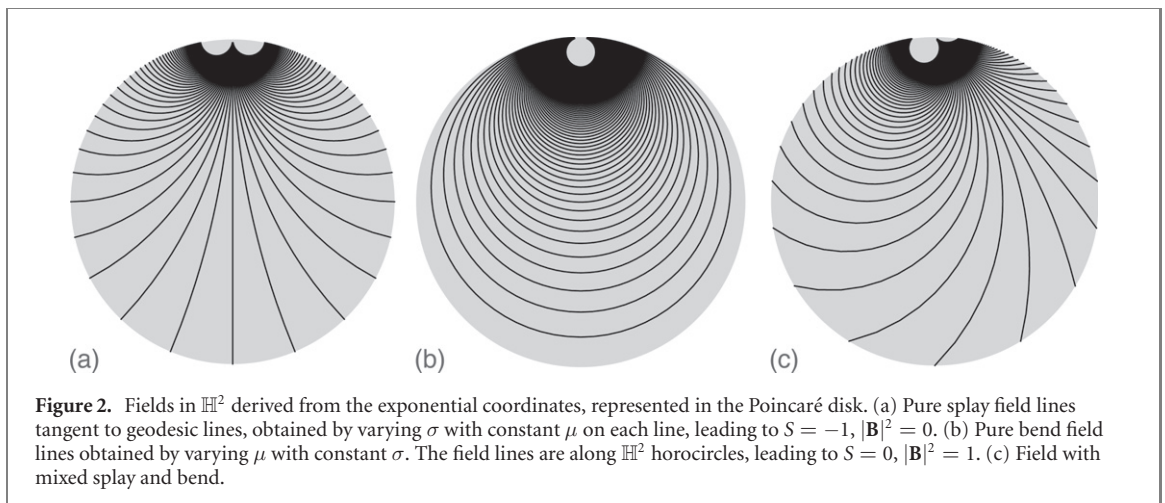 (a)
(b)
(c)
Figure 2. Fields in ℍ² derived from the exponential coordinates, represented in the Poincaré disk. (a) Pure splay field lines
tangent to geodesic lines, obtained by varying σ with constant μ on each line, leading to S = −1, |B|² = 0. (b) Pure bend field
lines obtained by varying μ with constant σ. The field lines are along ℍ² horocircles, leading to S = 0, |B|² = 1. (c) Field with
mixed splay and bend.